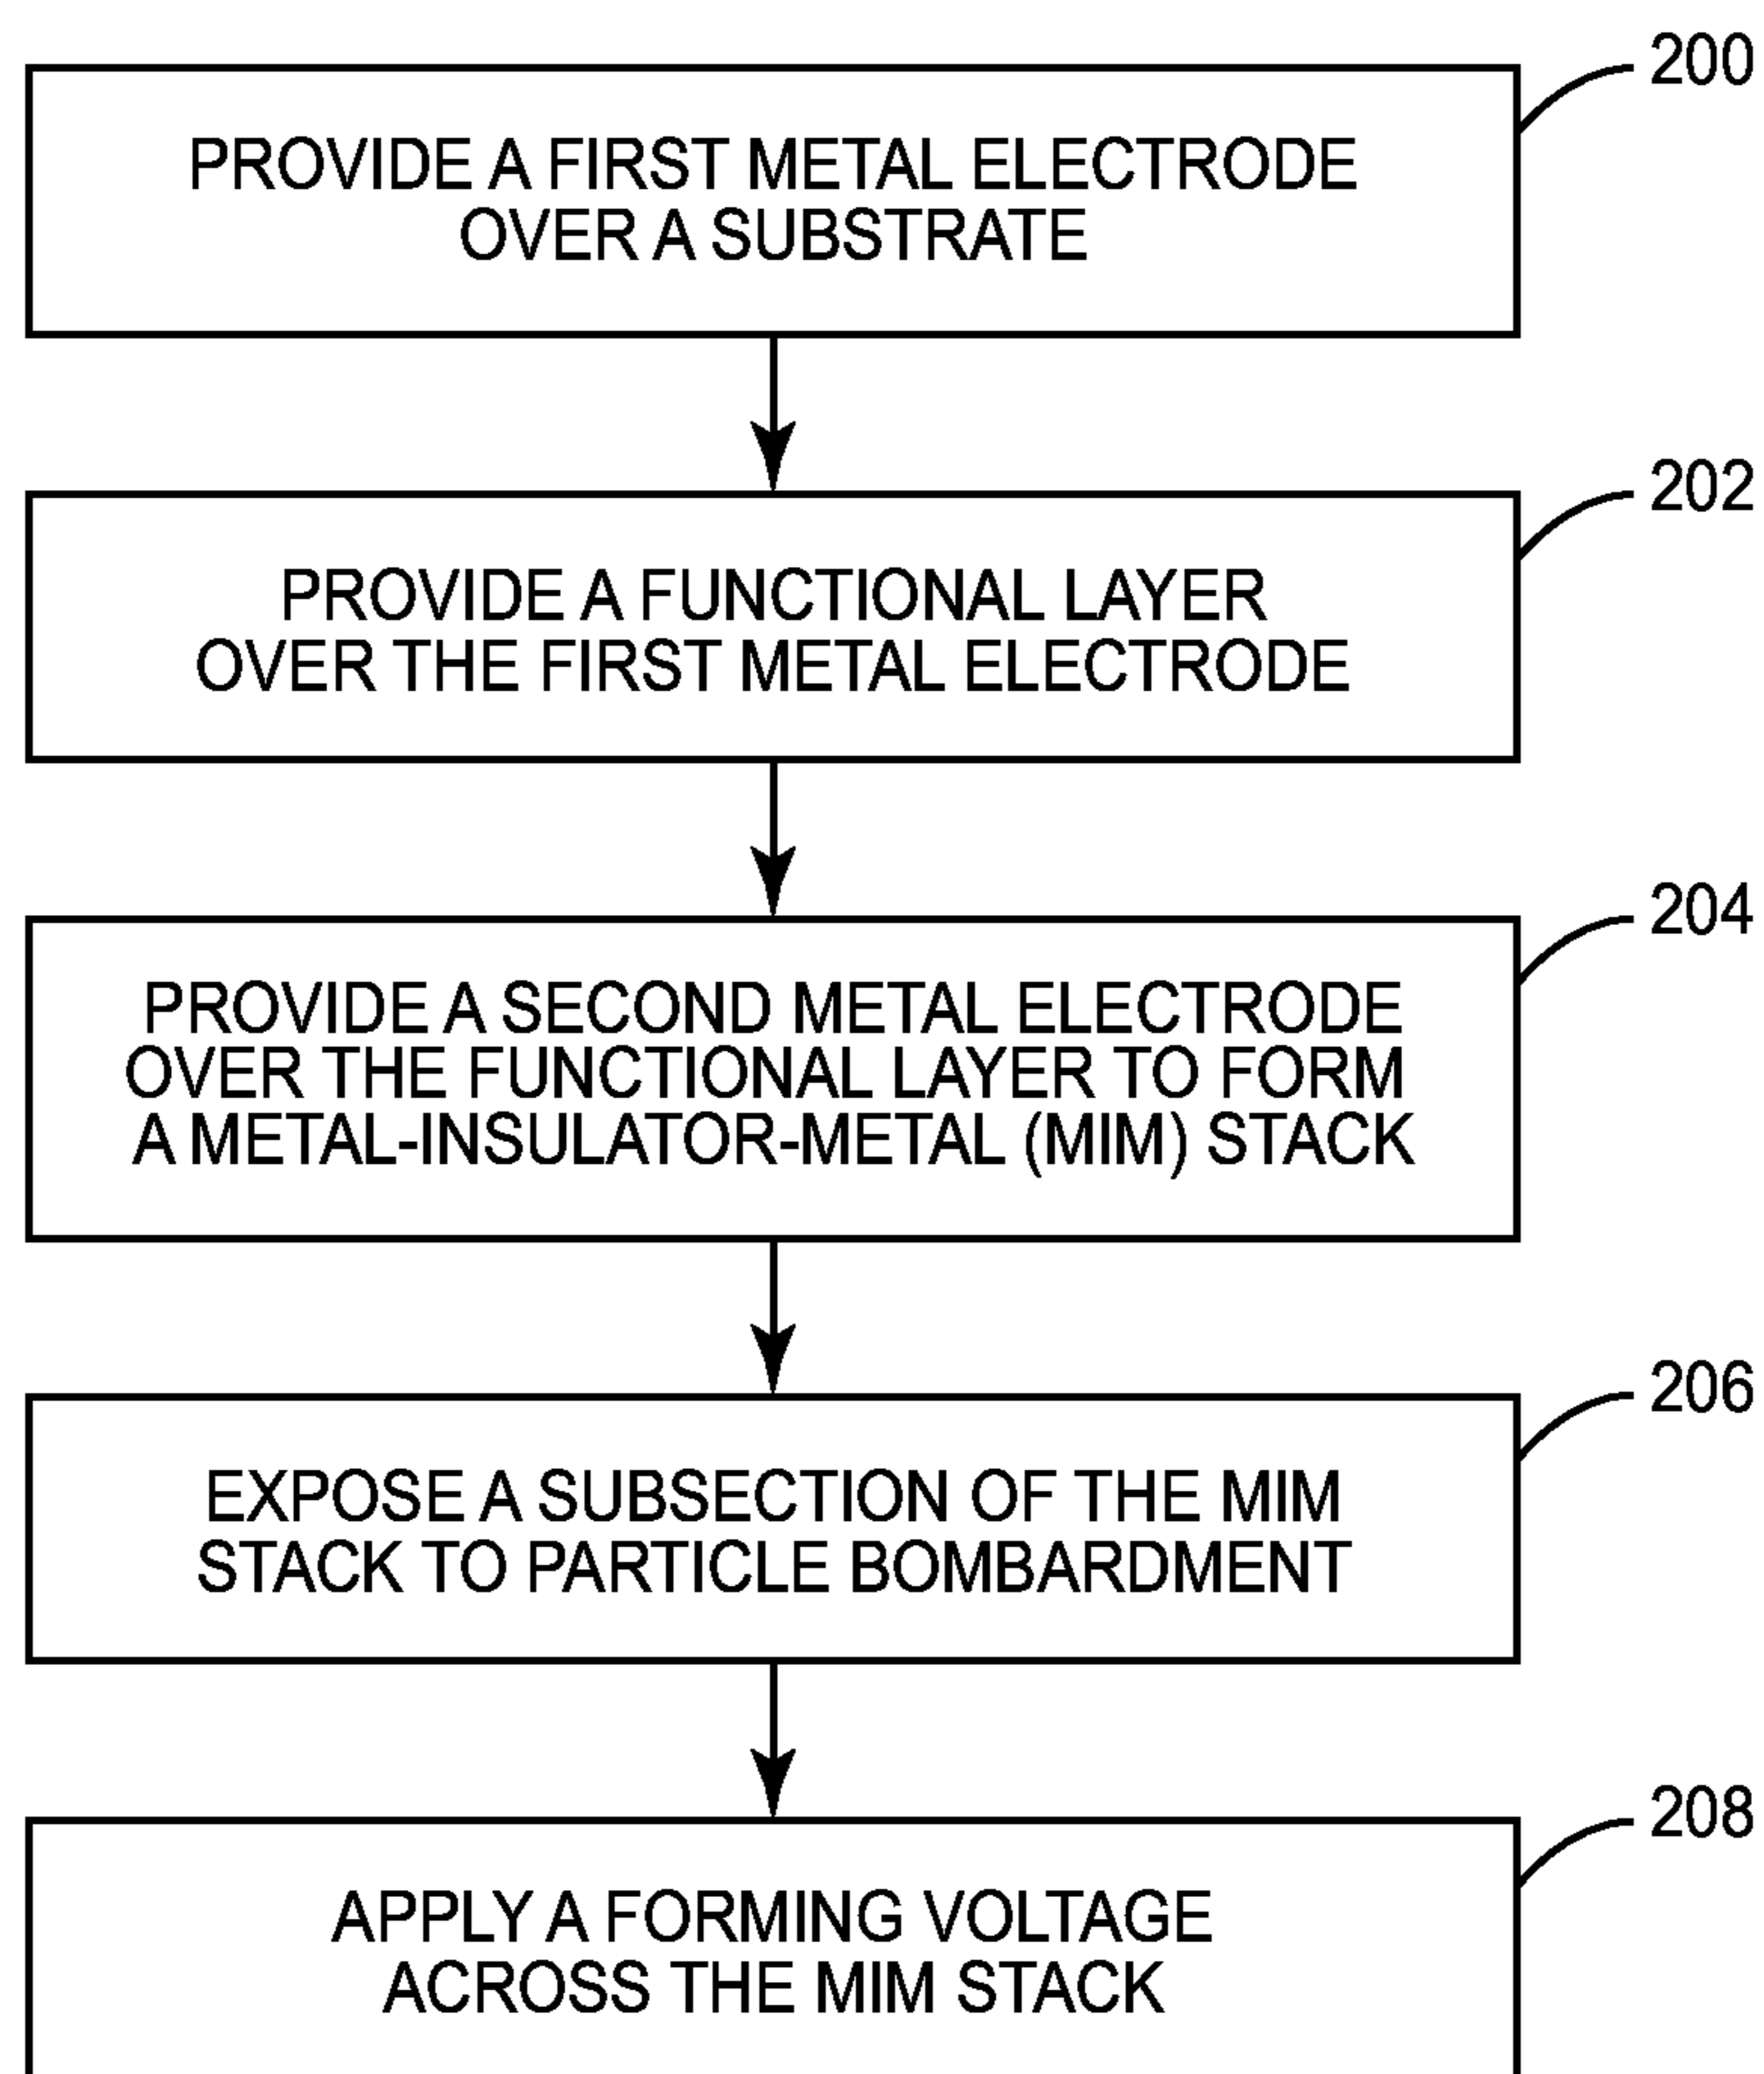 200
PROVIDE A FIRST METAL ELECTRODE
OVER A SUBSTRATE
202
PROVIDE A FUNCTIONAL LAYER
OVER THE FIRST METAL ELECTRODE
204
PROVIDE A SECOND METAL ELECTRODE
OVER THE FUNCTIONAL LAYER TO FORM
A METAL-INSULATOR-METAL (MIM) STACK
206
EXPOSE A SUBSECTION OF THE MIM
STACK TO PARTICLE BOMBARDMENT
208
APPLY A FORMING VOLTAGE
ACROSS THE MIM STACK